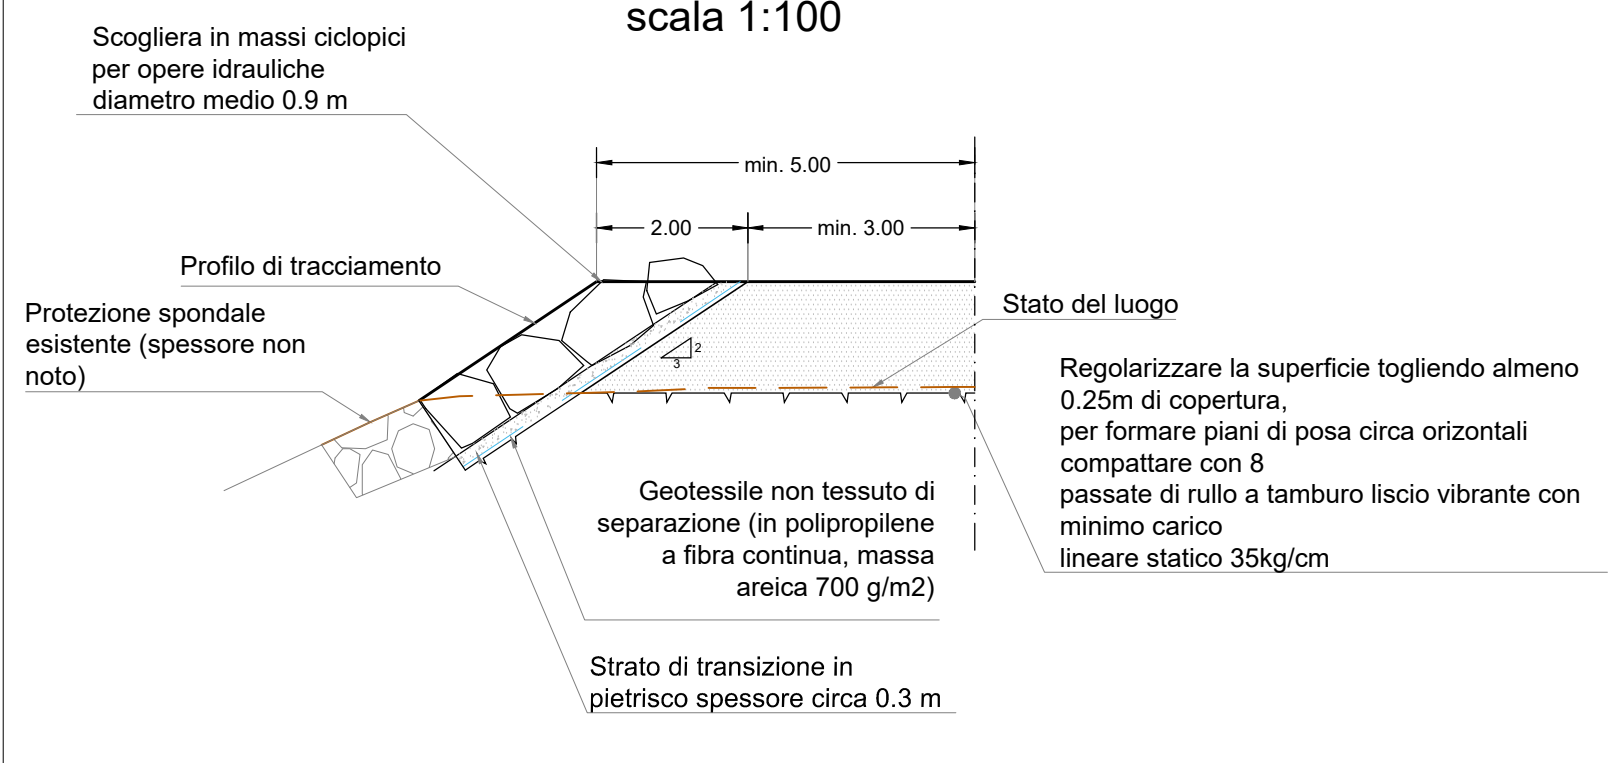 scala 1:100
Scogliera in massi ciclopici
per opere idrauliche
diametro medio 0.9 m
min. 5.00
2.00
min. 3.00
Profilo di tracciamento
Protezione spondale
esistente (spessore non
noto)
Stato del luogo
2
3
Regolarizzare la superficie togliendo almeno
0.25m di copertura,
per formare piani di posa circa orizontali
compattare con 8
passate di rullo a tamburo liscio vibrante con
minimo carico
lineare statico 35kg/cm
Geotessile non tessuto di
separazione (in polipropilene
a fibra continua, massa
areica 700 g/m2)
Strato di transizione in
pietrisco spessore circa 0.3 m